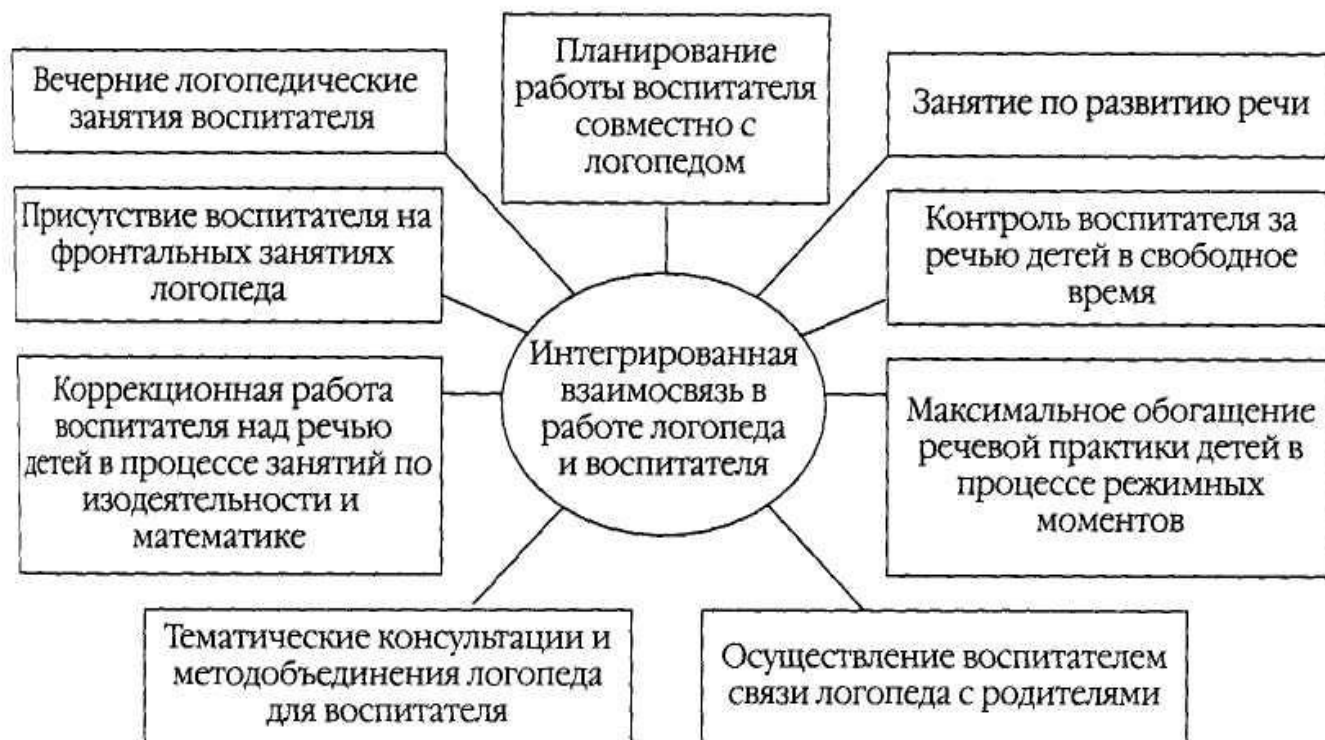 Вечерние логопедические
занятия воспитателя
Планирование
работы воспитателя
совместно с
логопедом
Занятие по развитию речи
Присутствие воспитателя на
фронтальных занятиях
логопеда
Контроль воспитателя за
речью детей в свободное
время
Интегрированная
взаимосвязь в
работе логопеда
и воспитателя
Коррекционная работа
воспитателя над речью
детей в процессе занятий по
изодеятельности и
математике
Максимальное обогащение
речевой практики детей в
процессе режимных
моментов
Тематические консультации и
методобъединения логопеда
для воспитателя
Осуществление воспитателем
связи логопеда с родителями